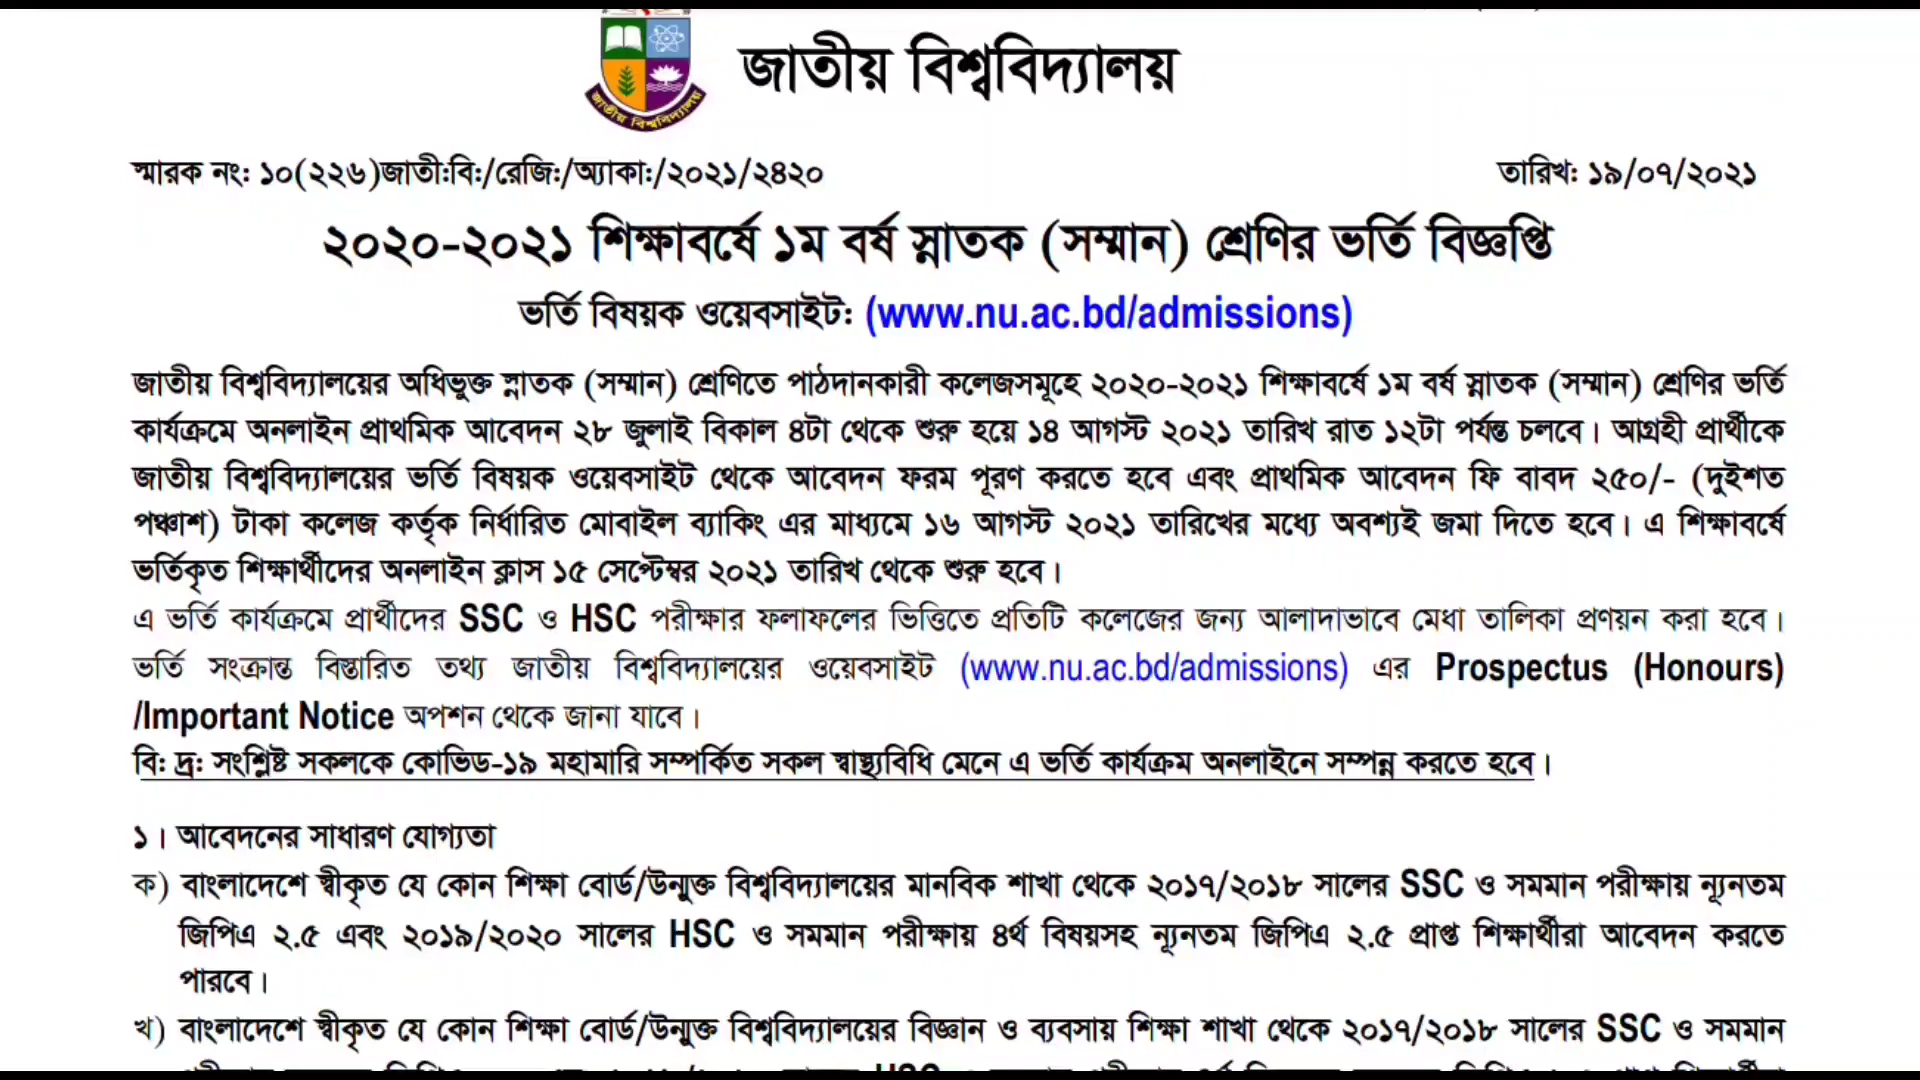 জাতীয় বিশ্ববিদ্যালয়
জাতীয় বিশ্ববিদ্যালয়
স্মারক নং: ১০(২২৬)জাতী:বি:/রেজি:/অ্যাকা:/২০২১/২৪২০
তারিখ: ১৯/০৭/২০২১
২০২০-২০২১ শিক্ষাবর্ষে ১ম বর্ষ স্নাতক (সম্মান) শ্রেণির ভর্তি বিজ্ঞপ্তি
ভর্তি বিষয়ক ওয়েবসাইট: (www.nu.ac.bd/admissions)
জাতীয় বিশ্ববিদ্যালয়ের অধিভুক্ত স্নাতক (সম্মান) শ্রেণিতে পাঠদানকারী কলেজসমূহে ২০২০-২০২১ শিক্ষাবর্ষে ১ম বর্ষ স্নাতক (সম্মান) শ্রেণির ভর্তি
কার্যক্রমে অনলাইন প্রাথমিক আবেদন ২৮ জুলাই বিকাল ৪টা থেকে শুরু হয়ে ১৪ আগস্ট ২০২১ তারিখ রাত ১২টা পর্যন্ত চলবে। আগ্রহী প্রার্থীকে
জাতীয় বিশ্ববিদ্যালয়ের ভর্তি বিষয়ক ওয়েবসাইট থেকে আবেদন ফরম পূরণ করতে হবে এবং প্রাথমিক আবেদন ফি বাবদ ২৫০/- (দুইশত
পঞ্চাশ) টাকা কলেজ কর্তৃক নির্ধারিত মোবাইল ব্যাকিং এর মাধ্যমে ১৬ আগস্ট ২০২১ তারিখের মধ্যে অবশ্যই জমা দিতে হবে। এ শিক্ষাবর্ষে
ভর্তিকৃত শিক্ষার্থীদের অনলাইন ক্লাস ১৫ সেপ্টেম্বর ২০২১ তারিখ থেকে শুরু হবে।
এ ভর্তি কার্যক্রমে প্রার্থীদের SSC ও HSC পরীক্ষার ফলাফলের ভিত্তিতে প্রতিটি কলেজের জন্য আলাদাভাবে মেধা তালিকা প্রণয়ন করা হবে।
ভর্তি সংক্রান্ত বিস্তারিত তথ্য জাতীয় বিশ্ববিদ্যালয়ের ওয়েবসাইট (www.nu.ac.bd/admissions) এর Prospectus (Honours)
/Important Notice অপশন থেকে জানা যাবে।
বি: দ্র: সংশ্লিষ্ট সকলকে কোভিড-১৯ মহামারি সম্পর্কিত সকল স্বাস্থ্যবিধি মেনে এ ভর্তি কার্যক্রম অনলাইনে সম্পন্ন করতে হবে।
১। আবেদনের সাধারণ যোগ্যতা
ক) বাংলাদেশে স্বীকৃত যে কোন শিক্ষা বোর্ড/উন্মুক্ত বিশ্ববিদ্যালয়ের মানবিক শাখা থেকে ২০১৭/২০১৮ সালের SSC ও সমমান পরীক্ষায় ন্যূনতম
জিপিএ ২.৫ এবং ২০১৯/২০২০ সালের HSC ও সমমান পরীক্ষায় ৪র্থ বিষয়সহ ন্যূনতম জিপিএ ২.৫ প্রাপ্ত শিক্ষার্থীরা আবেদন করতে
পারবে।
খ) বাংলাদেশে স্বীকৃত যে কোন শিক্ষা বোর্ড/উন্মুক্ত বিশ্ববিদ্যালয়ের বিজ্ঞান ও ব্যবসায় শিক্ষা শাখা থেকে ২০১৭/২০১৮ সালের SSC ও সমমান